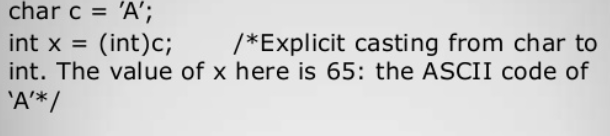 char c = ’A’;
int x = (int)c; /*Explicit casting from char to
int. The value of x here is 65: the ASCII code of
‘A’*/